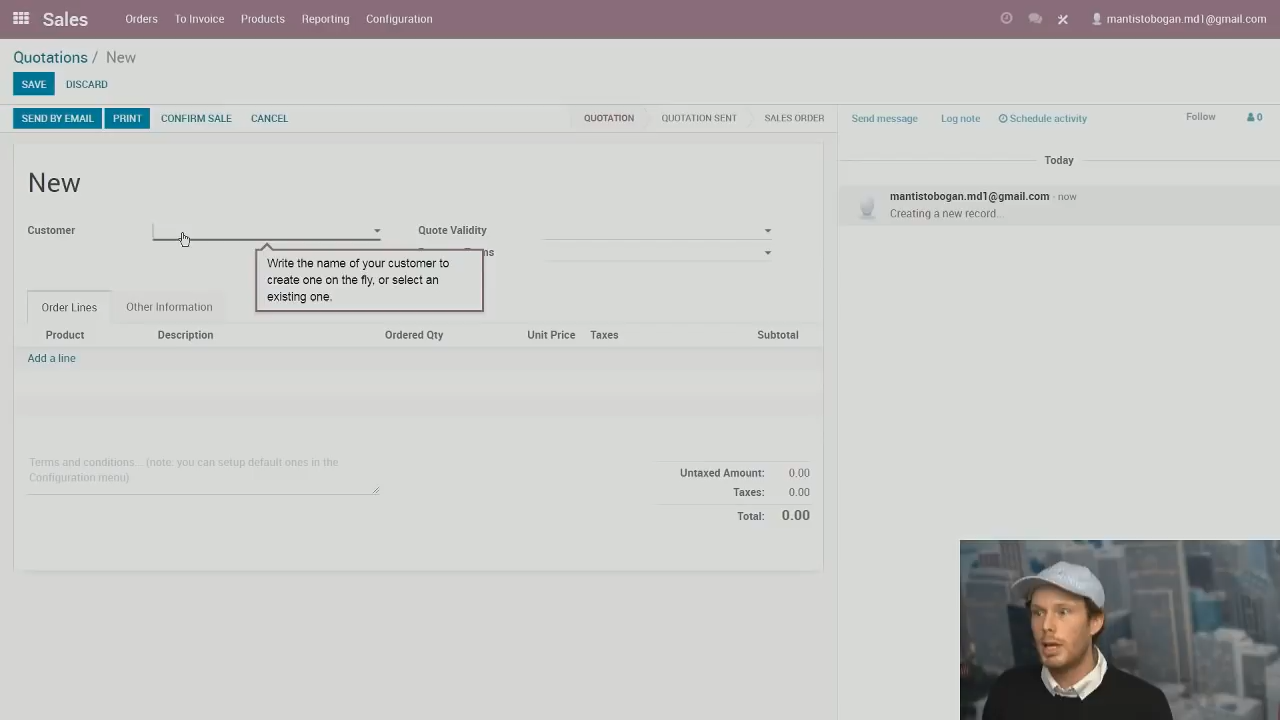 Sales
Orders
To Invoice
Products
Reporting
Configuration
mantistobogan.md1@gmail.com
Quotations / New
SAVE
DISCARD
SEND BY EMAIL
PRINT
CONFIRM SALE
CANCEL
QUOTATION
QUOTATION SENT
SALES ORDER
Send message
Log note
Schedule activity
Follow
0
Today
mantistobogan.md1@gmail.com - now
Creating a new record...
New
Customer
Quote Validity
Write the name of your customer to
create one on the fly, or select an
existing one.
Order Lines
Other Information
Product
Description
Ordered Qty
Unit Price
Taxes
Subtotal
Add a line
Terms and conditions... (note: you can setup default ones in the
Configuration menu)
Untaxed Amount: 0.00
Taxes: 0.00
Total: 0.00